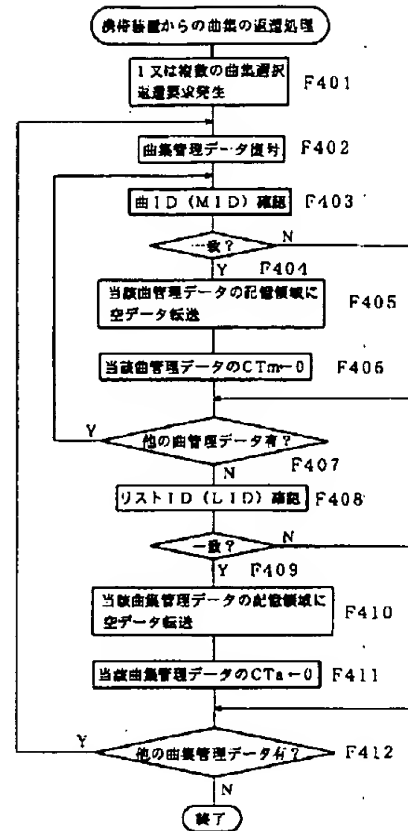 携帯装置からの曲集の返還処理
1又は複数の曲集選択
返還要求発生
F401
曲集管理データ復号 F402
曲ID(MID)確認 F403
一致? N
Y F404
当該曲管理データの記憶領域に
空データ転送
F405
当該曲管理データのCTm←0 F406
Y 他の曲管理データ有?
F407
N
リストID(LID)確認 F408
一致? N
Y F409
当該曲集管理データの記憶領域に
空データ転送
F410
当該曲集管理データのCTa←0 F411
Y 他の曲集管理データ有? F412
N
終了